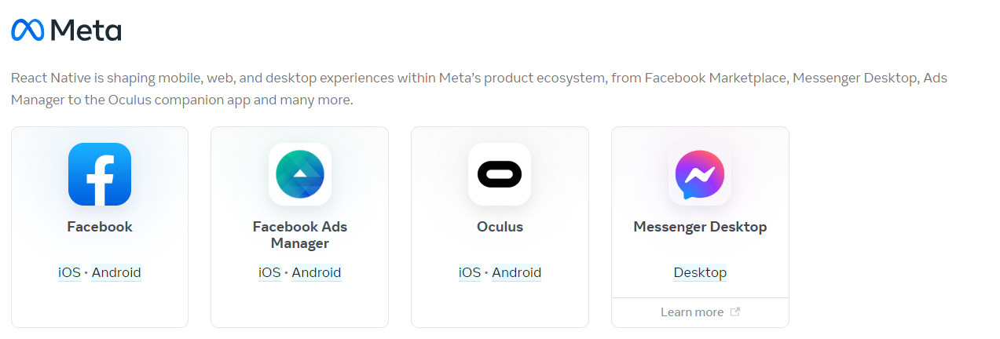 Meta
React Native is shaping mobile, web, and desktop experiences within Meta’s product ecosystem, from Facebook Marketplace, Messenger Desktop, Ads
Manager to the Oculus companion app and many more.
Facebook
iOS • Android
Facebook Ads
Manager
iOS • Android
Oculus
iOS • Android
Messenger Desktop
Desktop
Learn more